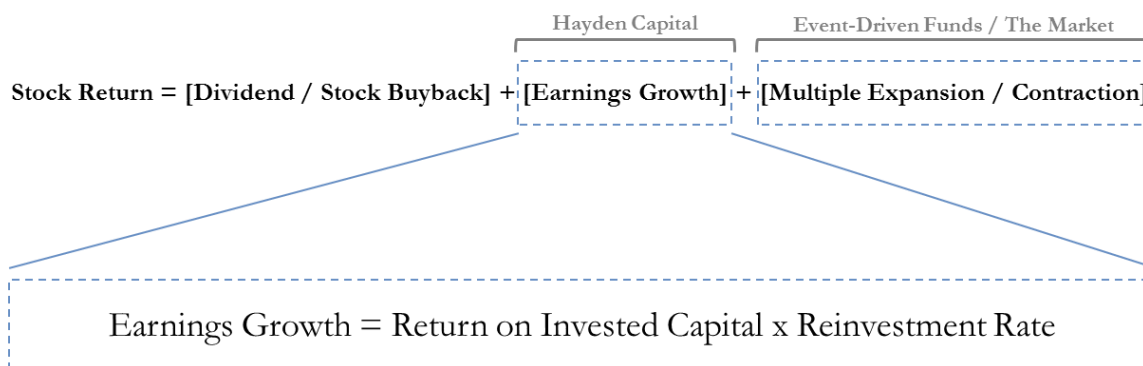 Hayden Capital Event-Driven Funds / The Market
Stock Return = [Dividend / Stock Buyback] + [Earnings Growth] + [Multiple Expansion / Contraction]
Earnings Growth = Return on Invested Capital x Reinvestment Rate